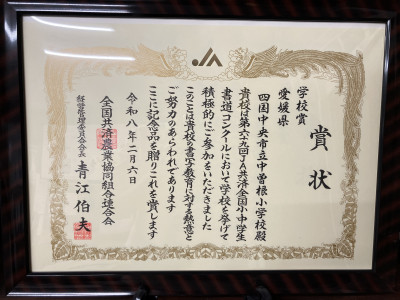 賞状
学校賞
愛媛県
四国中央市立中曽根小学校殿
貴校は第六十九回JA共済全国小中学生
書道コンクールにおいて学校を挙げて
積極的にご参加をいただきました
このことは貴校の書写教育に対する熱意と
ご努力のあらわれであります
ここに記念品を贈りこれを賞します
令和八年二月六日
全国共済農業協同組合連合会
経営管理委員会会長 青江伯夫